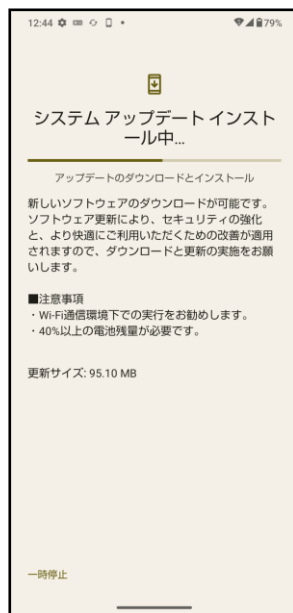 12:44
79%
システム アップデート インスト
ール中...
アップデートのダウンロードとインストール
新しいソフトウェアのダウンロードが可能です。
ソフトウェア更新により、セキュリティの強化
と、より快適にご利用いただくための改善が適用
されますので、ダウンロードと更新の実施をお願
いします。
■注意事項
・Wi-Fi通信環境下での実行をお勧めします。
・40%以上の電池残量が必要です。
更新サイズ: 95.10 MB
一時停止